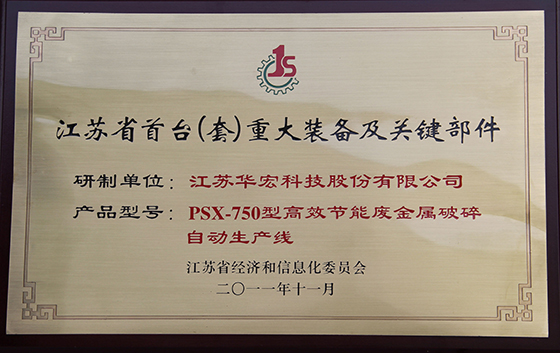 1S
江苏省首台(套)重大装备及关键部件
研制单位：江苏华宏科技股份有限公司
产品型号：PSX-750型高效节能废金属破碎
自动生产线
江苏省经济和信息化委员会
二〇一一年十一月